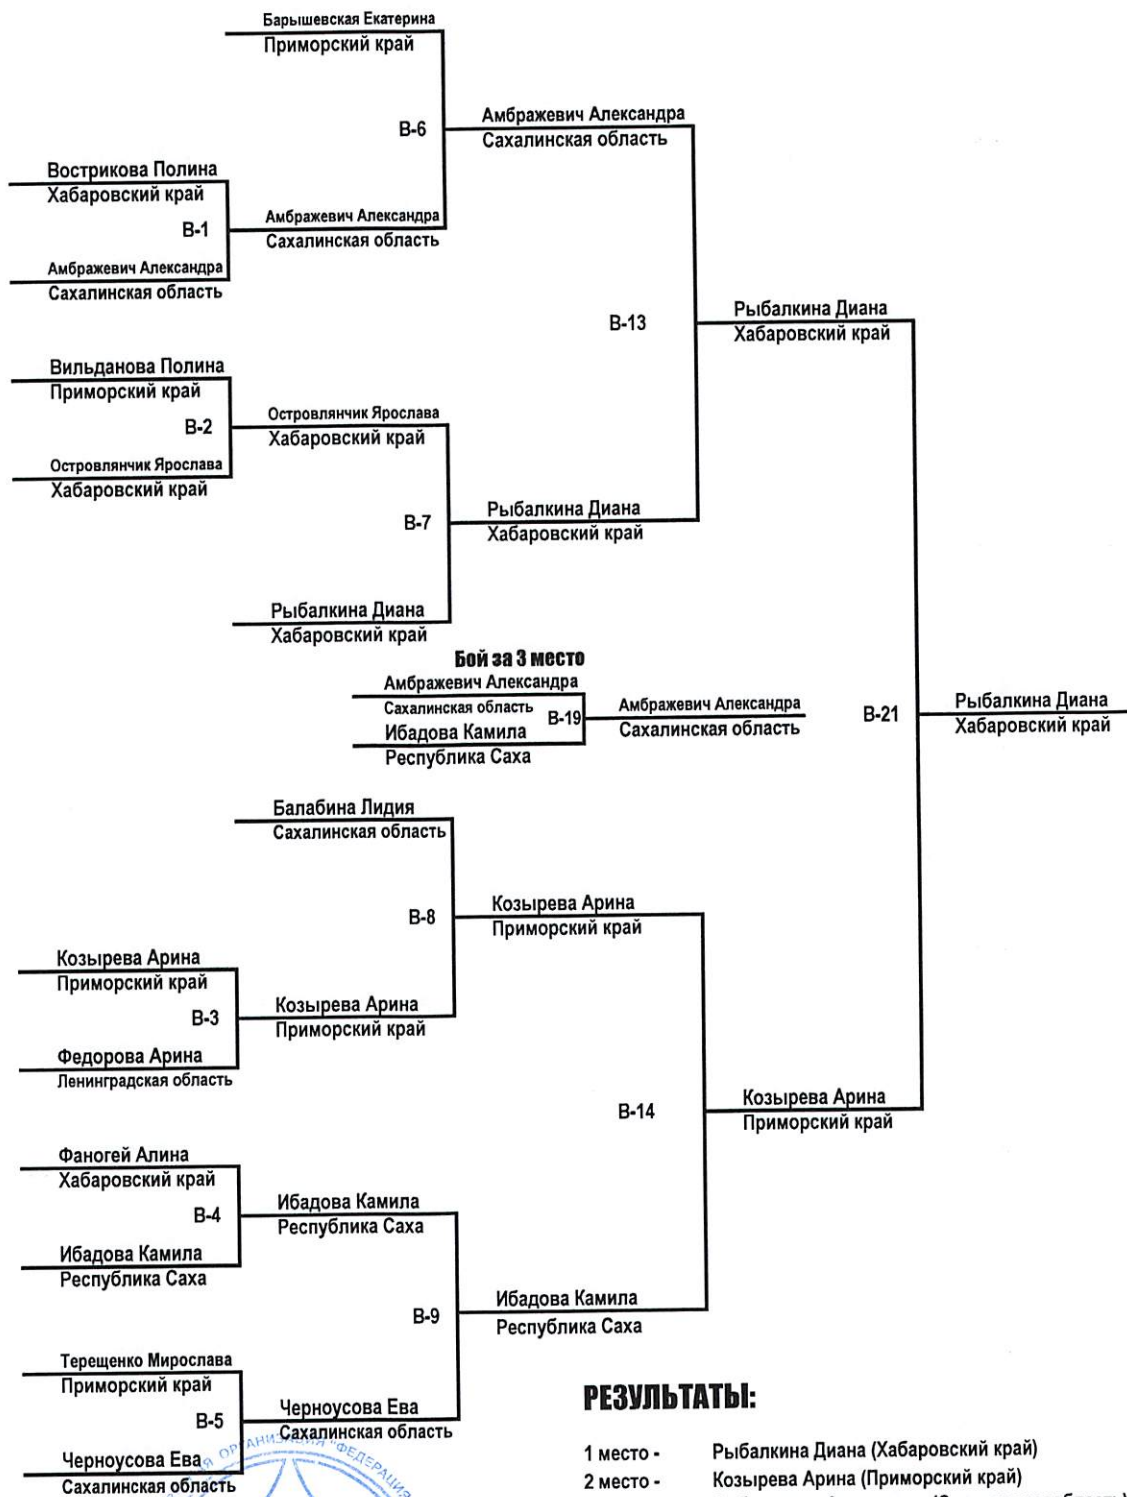 Барышевская Екатерина
Приморский край
В-6
Амбражевич Александра
Сахалинская область
Вострикова Полина
Хабаровский край
В-1
Амбражевич Александра
Сахалинская область
Амбражевич Александра
Сахалинская область
В-13
Рыбалкина Диана
Хабаровский край
Вильданова Полина
Приморский край
В-2
Островлянчик Ярослава
Хабаровский край
Островлянчик Ярослава
Хабаровский край
В-7
Рыбалкина Диана
Хабаровский край
Рыбалкина Диана
Хабаровский край
Бой за 3 место
Амбражевич Александра
Сахалинская область
В-19
Ибадова Камила
Республика Саха
Амбражевич Александра
Сахалинская область
В-21
Рыбалкина Диана
Хабаровский край
Балабина Лидия
Сахалинская область
В-8
Козырева Арина
Приморский край
Козырева Арина
Приморский край
В-3
Козырева Арина
Приморский край
Федорова Арина
Ленинградская область
В-14
Козырева Арина
Приморский край
Фаногей Алина
Хабаровский край
В-4
Ибадова Камила
Республика Саха
Ибадова Камила
Республика Саха
В-9
Ибадова Камила
Республика Саха
Терещенко Мирослава
Приморский край
В-5
Черноусова Ева
Сахалинская область
Черноусова Ева
Сахалинская область
ОРГАНИЗАЦИЯ "ФЕДЕРАЦИ
РЕЗУЛЬТАТЫ:
1 место - Рыбалкина Диана (Хабаровский край)
2 место - Козырева Арина (Приморский край)